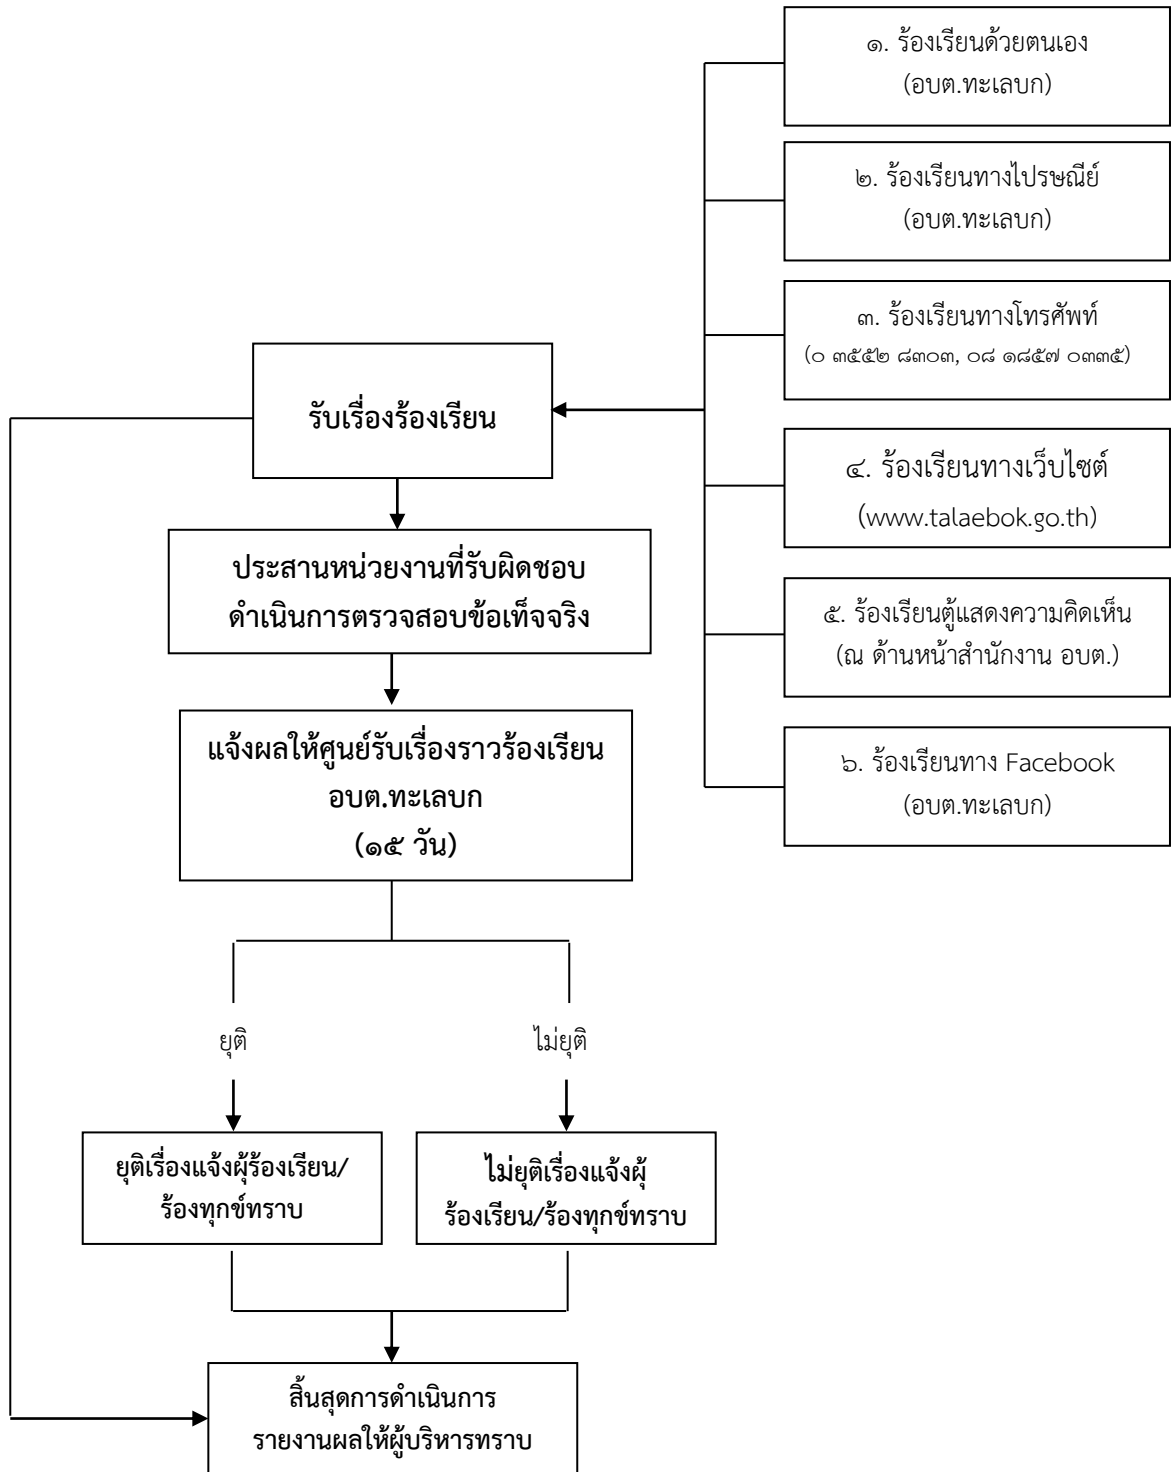 ๑. ร้องเรียนด้วยตนเอง
(อบต.ทะเลบก)
๒. ร้องเรียนทางไปรษณีย์
(อบต.ทะเลบก)
๓. ร้องเรียนทางโทรศัพท์
(๐ ๓๕๕๒ ๘๓๐๓, ๐๘ ๑๘๕๗ ๐๓๓๕)
๔. ร้องเรียนทางเว็บไซต์
(www.talaebok.go.th)
๕. ร้องเรียนตู้แสดงความคิดเห็น
(ณ ด้านหน้าสำนักงาน อบต.)
๖. ร้องเรียนทาง Facebook
(อบต.ทะเลบก)
รับเรื่องร้องเรียน
ประสานหน่วยงานที่รับผิดชอบ
ดำเนินการตรวจสอบข้อเท็จจริง
แจ้งผลให้ศูนย์รับเรื่องราวร้องเรียน
อบต.ทะเลบก
(๑๕ วัน)
ยุติ
ไม่ยุติ
ยุติเรื่องแจ้งผู้ร้องเรียน/
ร้องทุกข์ทราบ
ไม่ยุติเรื่องแจ้งผู้
ร้องเรียน/ร้องทุกข์ทราบ
สิ้นสุดการดำเนินการ
รายงานผลให้ผู้บริหารทราบ